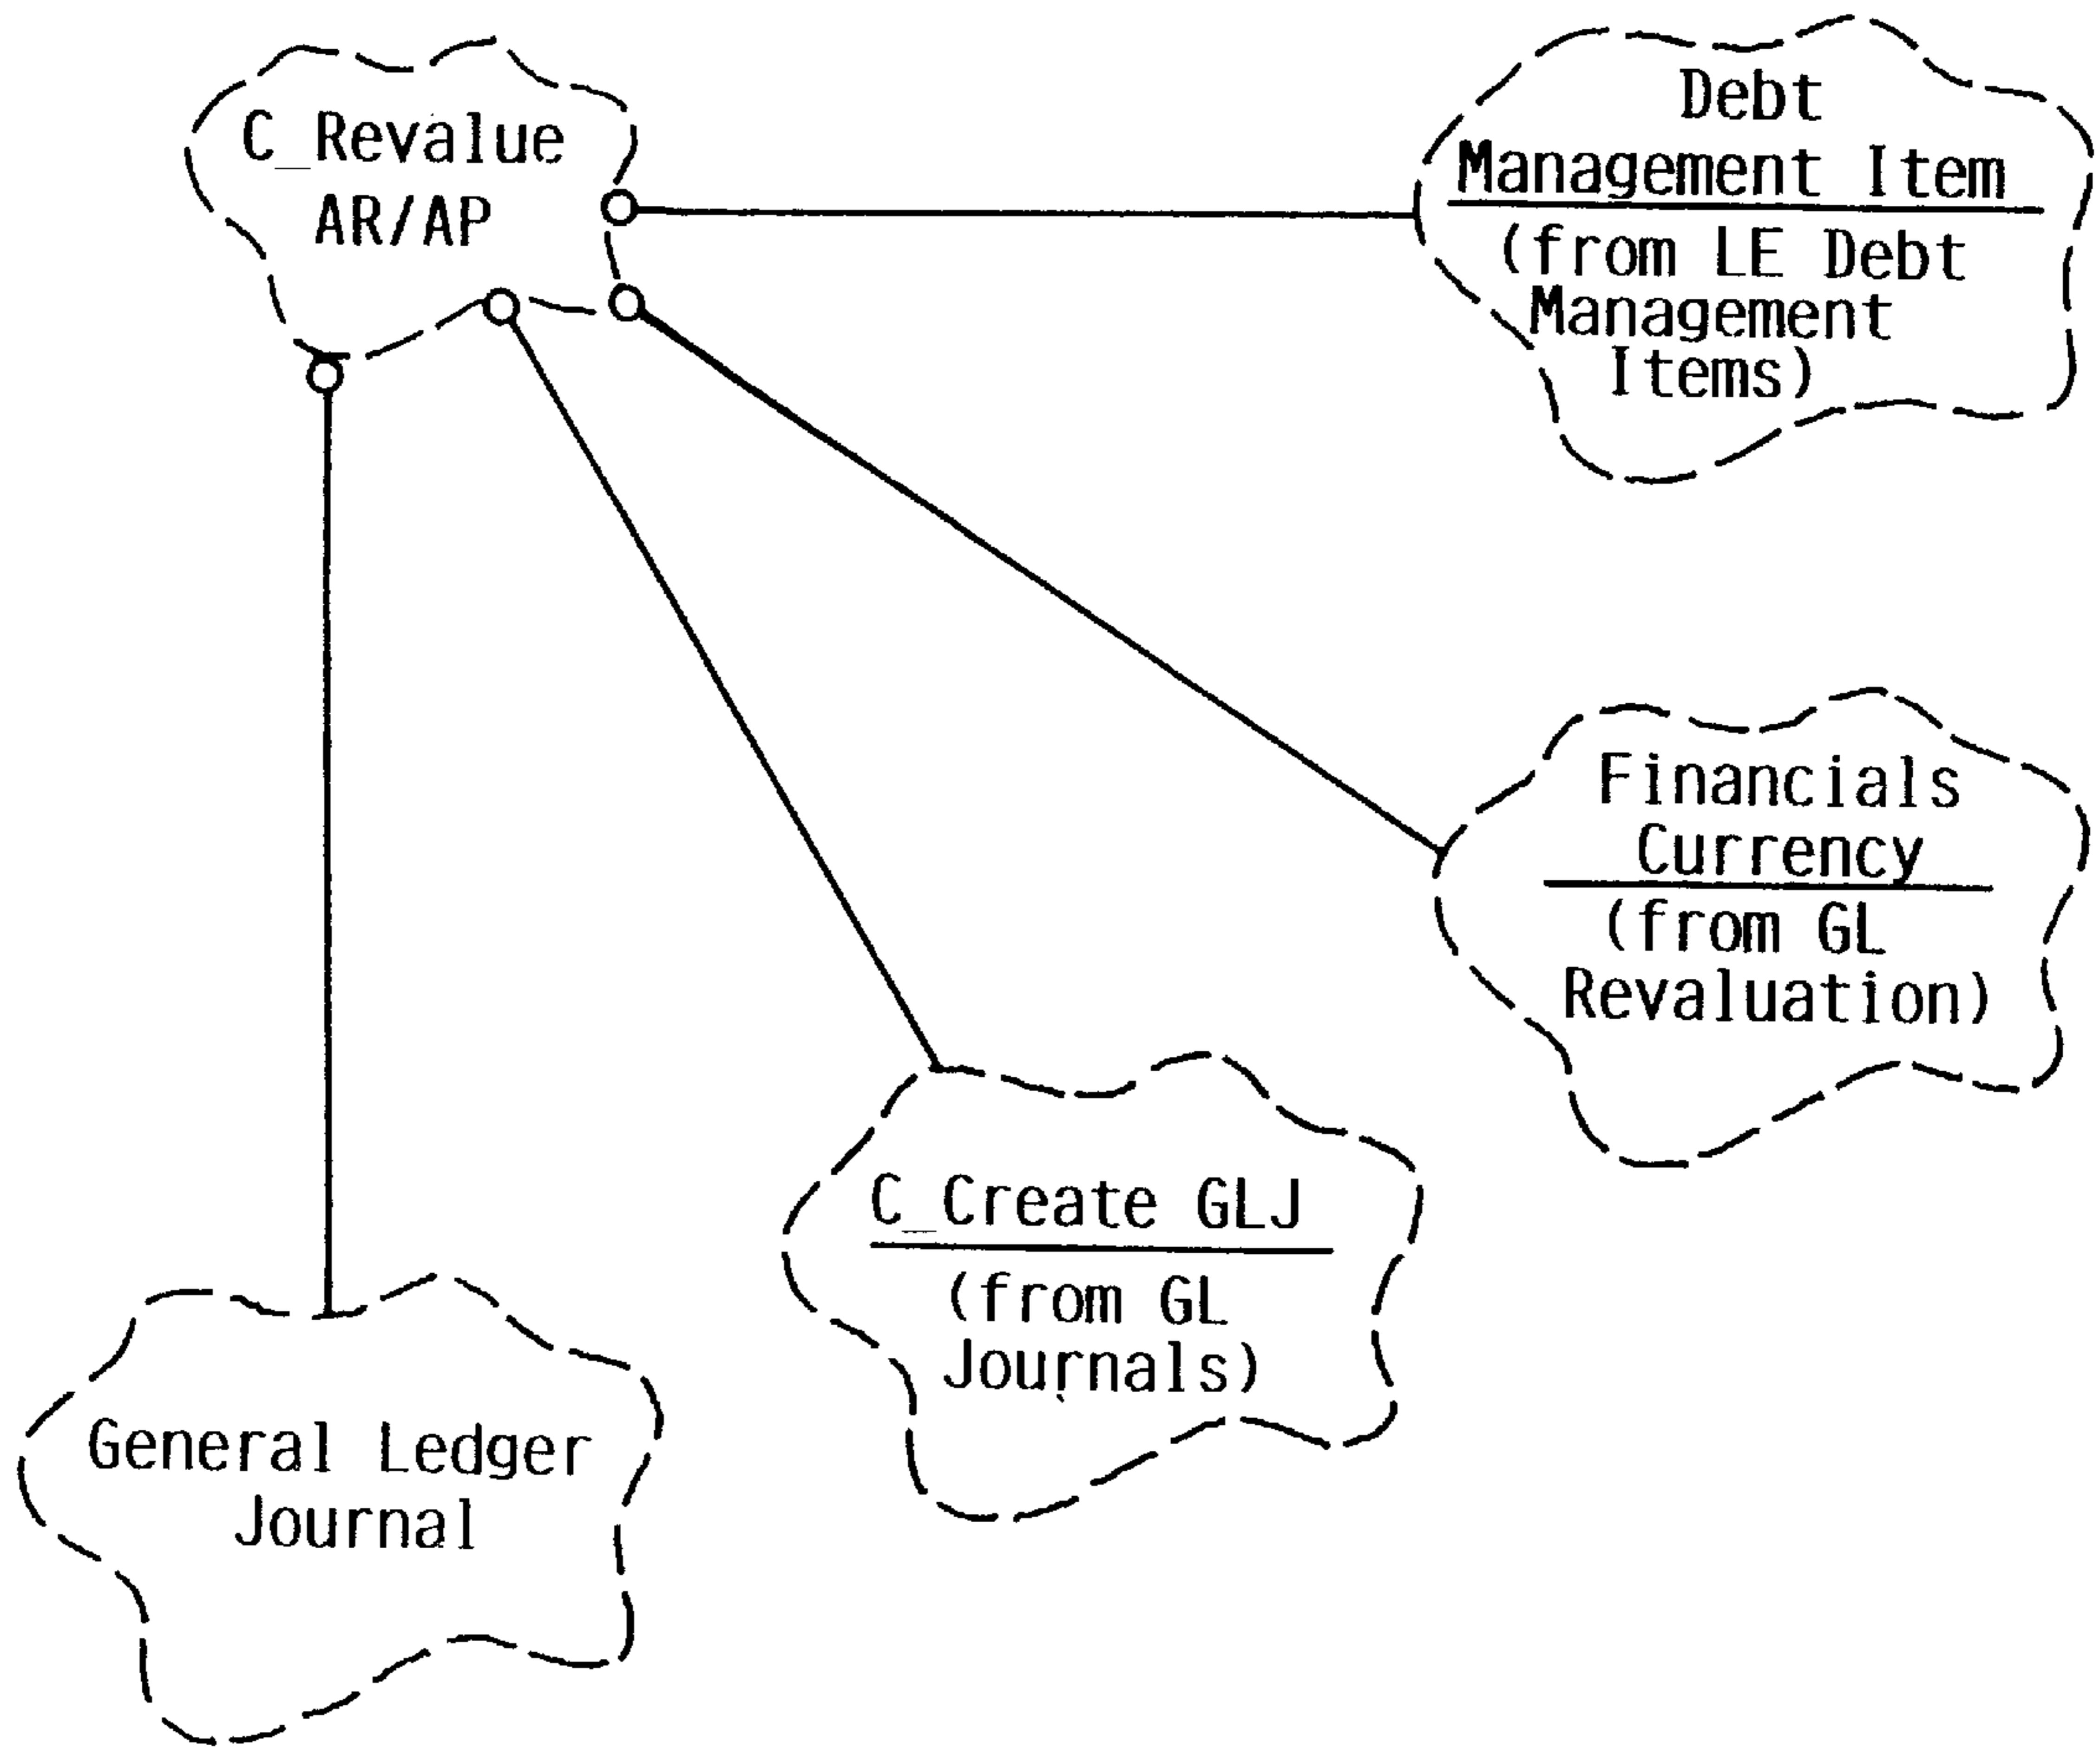 C_Revalue
AR/AP
Debt
Management Item
(from LE Debt
Management
Items)
Financials
Currency
(from GL
Revaluation)
C_Create GLJ
(from GL
Journals)
General Ledger
Journal